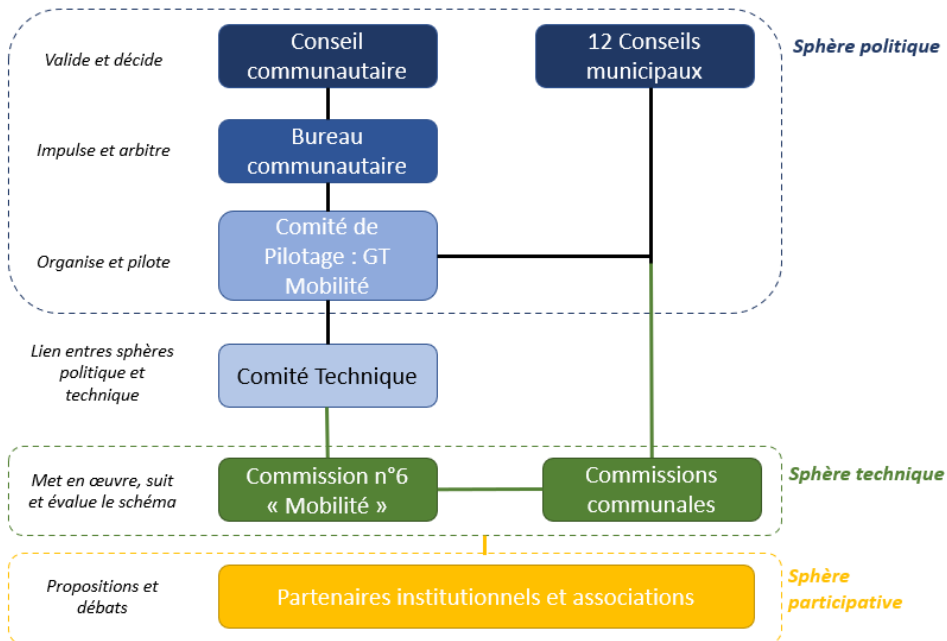 Valide et décide
Conseil
communautaire
12 Conseils
municipaux
Sphère politique
Impulse et arbitre
Bureau
communautaire
Organise et pilote
Comité de
Pilotage : GT
Mobilité
Lien entres sphères
politique et
technique
Comité Technique
Met en œuvre, suit
et évalue le schéma
Commission n°6
« Mobilité »
Commissions
communales
Sphère technique
Propositions et
débats
Partenaires institutionnels et associations
Sphère
participative